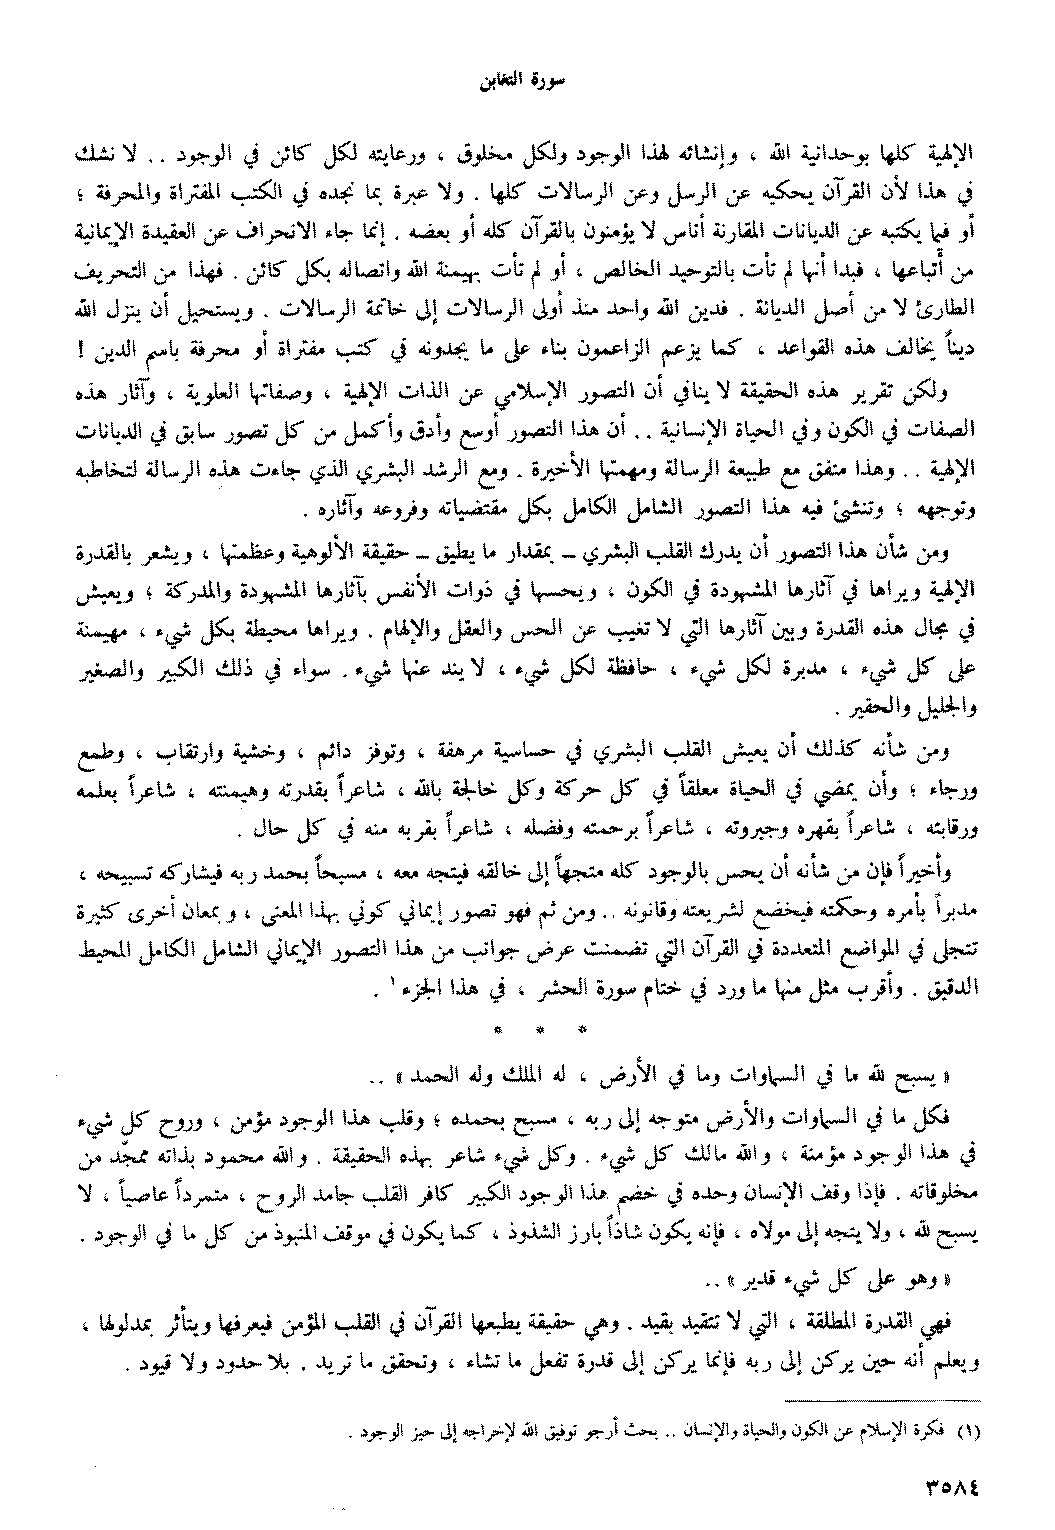 سورة التغابن
الإلهية كلها بوحدانية الله ، وإنشائه لهذا الوجود ولكل مخلوق ، ورعايته لكل كائن في الوجود .. لا نشك
في هذا لأن القرآن يحكيه عن الرسل وعن الرسالات كلها . ولا عبرة بما نجده في الكتب المفتراة والمحرفة ؛
أو فيما يكتبه عن الديانات المقارنة أناس لا يؤمنون بالقرآن كله أو بعضه . إنما جاء الانحراف عن العقيدة الإيمانية
من أتباعها ، فبدا أنها لم تأت بالتوحيد الخالص ، أو لم تأت بهيمنة الله واتصاله بكل كائن . فهذا من التحريف
الطارئ لا من أصل الديانة . فدين الله واحد منذ أولى الرسالات إلى خاتمة الرسالات . ويستحيل أن ينزل الله
ديناً يخالف هذه القواعد ، كما يزعم الزاعمون بناء على ما يجدونه في كتب مفتراة أو محرفة باسم الدين !
ولكن تقرير هذه الحقيقة لا ينافي أن التصور الإسلامي عن الذات الإلهية ، وصفاتها العلوية ، وآثار هذه
الصفات في الكون وفي الحياة الإنسانية .. أن هذا التصور أوسع وأدق وأكمل من كل تصور سابق في الديانات
الإلهية .. وهذا متفق مع طبيعة الرسالة ومهمتها الأخيرة . ومع الرشد البشري الذي جاءت هذه الرسالة لتخاطبه
وتوجهه ؛ وتنشئ فيه هذا التصور الشامل الكامل بكل مقتضياته وفروعه وآثاره .
ومن شأن هذا التصور أن يدرك القلب البشري – بمقدار ما يطيق – حقيقة الألوهية وعظمتها ، ويشعر بالقدرة
الإلهية ويراها في آثارها المشهودة في الكون ، ويحسها في ذوات الأنفس بآثارها المشهودة والمدركة ؛ ويعيش
في مجال هذه القدرة وبين آثارها التي لا تغيب عن الحس والعقل والإلهام . ويراها محيطة بكل شيء ، مهيمنة
على كل شيء ، مدبرة لكل شيء ، حافظة لكل شيء ، لا يند عنها شيء . سواء في ذلك الكبير والصغير
والجليل والحقير .
ومن شأنه كذلك أن يعيش القلب البشري في حساسية مرهفة ، وتوفز دائم ، وخشية وارتقاب ، وطمع
ورجاء ؛ وأن يمضي في الحياة معلقاً في كل حركة وكل خالجة بالله ، شاعراً بقدرته وهيمنته ، شاعراً بعلمه
ورقابته ، شاعراً بقهره وجبروته ، شاعراً برحمته وفضله ، شاعراً بقربه منه في كل حال .
وأخيراً فإن من شأنه أن يحس بالوجود كله متجهاً إلى خالقه فيتجه معه ، مسبحاً بحمد ربه فيشاركه تسبيحه ،
مدبراً بأمره وحكمته فيخضع لشريعته وقانونه .. ومن ثم فهو تصور إيماني كوني بهذا المعنى ، وبمعان أخرى كثيرة
تتجلى في المواضع المتعددة في القرآن التي تضمنت عرض جوانب من هذا التصور الإيماني الشامل الكامل المحيط
الدقيق . وأقرب مثل منها ما ورد في ختام سورة الحشر ، في هذا الجزء ١ .
* * *
« يسبح لله ما في السماوات وما في الأرض ، له الملك وله الحمد » ..
فكل ما في السماوات والأرض متوجه إلى ربه ، مسبح بحمده ؛ وقلب هذا الوجود مؤمن ، وروح كل شيء
في هذا الوجود مؤمنة ، والله مالك كل شيء . وكل شيء شاعر بهذه الحقيقة . والله محمود بذاته ممجّد من
مخلوقاته . فإذا وقف الإنسان وحده في خضم هذا الوجود الكبير كافر القلب جامد الروح ، متمرداً عاصياً ، لا
يسبح لله ، ولا يتجه إلى مولاه ، فإنه يكون شاذاً بارز الشذوذ ، كما يكون في موقف المنبوذ من كل ما في الوجود .
« وهو على كل شيء قدير » ..
فهي القدرة المطلقة ، التي لا تتقيد بقيد . وهي حقيقة يطبعها القرآن في القلب المؤمن فيعرفها ويتأثر بمدلولها ،
ويعلم أنه حين يركن إلى ربه فإنما يركن إلى قدرة تفعل ما تشاء ، وتحقق ما تريد . بلا حدود ولا قيود .
(١) فكرة الإسلام عن الكون والحياة والإنسان .. بحث أرجو توفيق الله لإخراجه إلى حيز الوجود .
٣٥٨٤